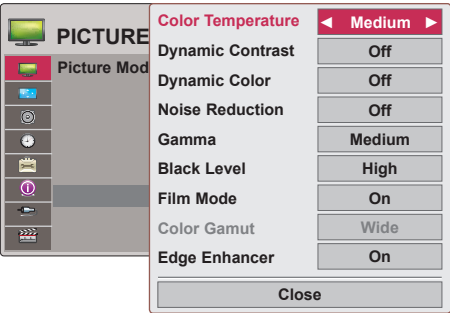 PICTURE
Picture Mod
Color Temperature ◄ Medium ►
Dynamic Contrast Off
Dynamic Color Off
Noise Reduction Off
Gamma Medium
Black Level High
Film Mode On
Color Gamut Wide
Edge Enhancer On
Close